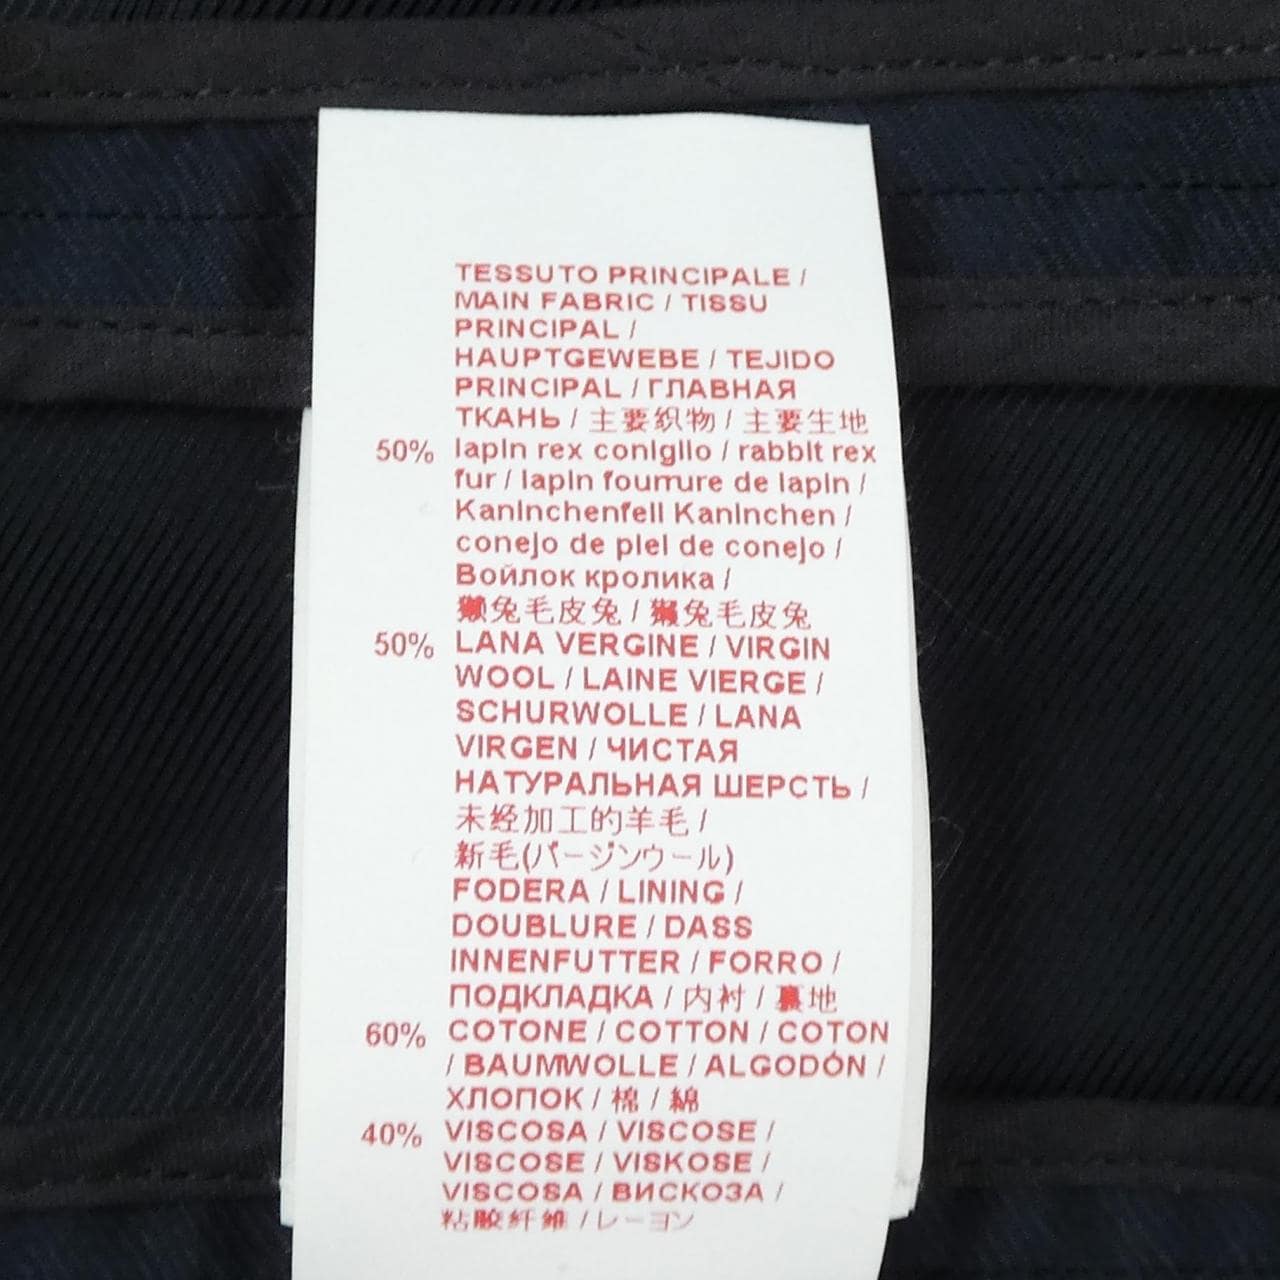 TESSUTO PRINCIPALE /
MAIN FABRIC / TISSU
PRINCIPAL /
HAUPTGEWEBE / TEJIDO
PRINCIPAL / ГЛАВНАЯ
ТКАНЬ / 主要织物 / 主要生地
50% lapin rex coniglio / rabbit rex
fur / lapin fourrure de lapin /
Kaninchenfell Kaninchen /
conejo de piel de conejo /
Войлок кролика /
獭兔毛皮兔 / 獺兔毛皮兔
50% LANA VERGINE / VIRGIN
WOOL / LAINE VIERGE /
SCHURWOLLE / LANA
VIRGEN / ЧИСТАЯ
НАТУРАЛЬНАЯ ШЕРСТЬ /
未经加工的羊毛 /
新毛(バージンウール)
FODERA / LINING /
DOUBLURE / DASS
INNENFUTTER / FORRO /
ПОДКЛАДКА / 内衬 / 裏地
60% COTONE / COTTON / COTON
/ BAUMWOLLE / ALGODÓN /
ХЛОПОК / 棉 / 綿
40% VISCOSA / VISCOSE /
VISCOSE / VISKOSE /
VISCOSA / ВИСКОЗА /
粘胶纤维 / レーヨン